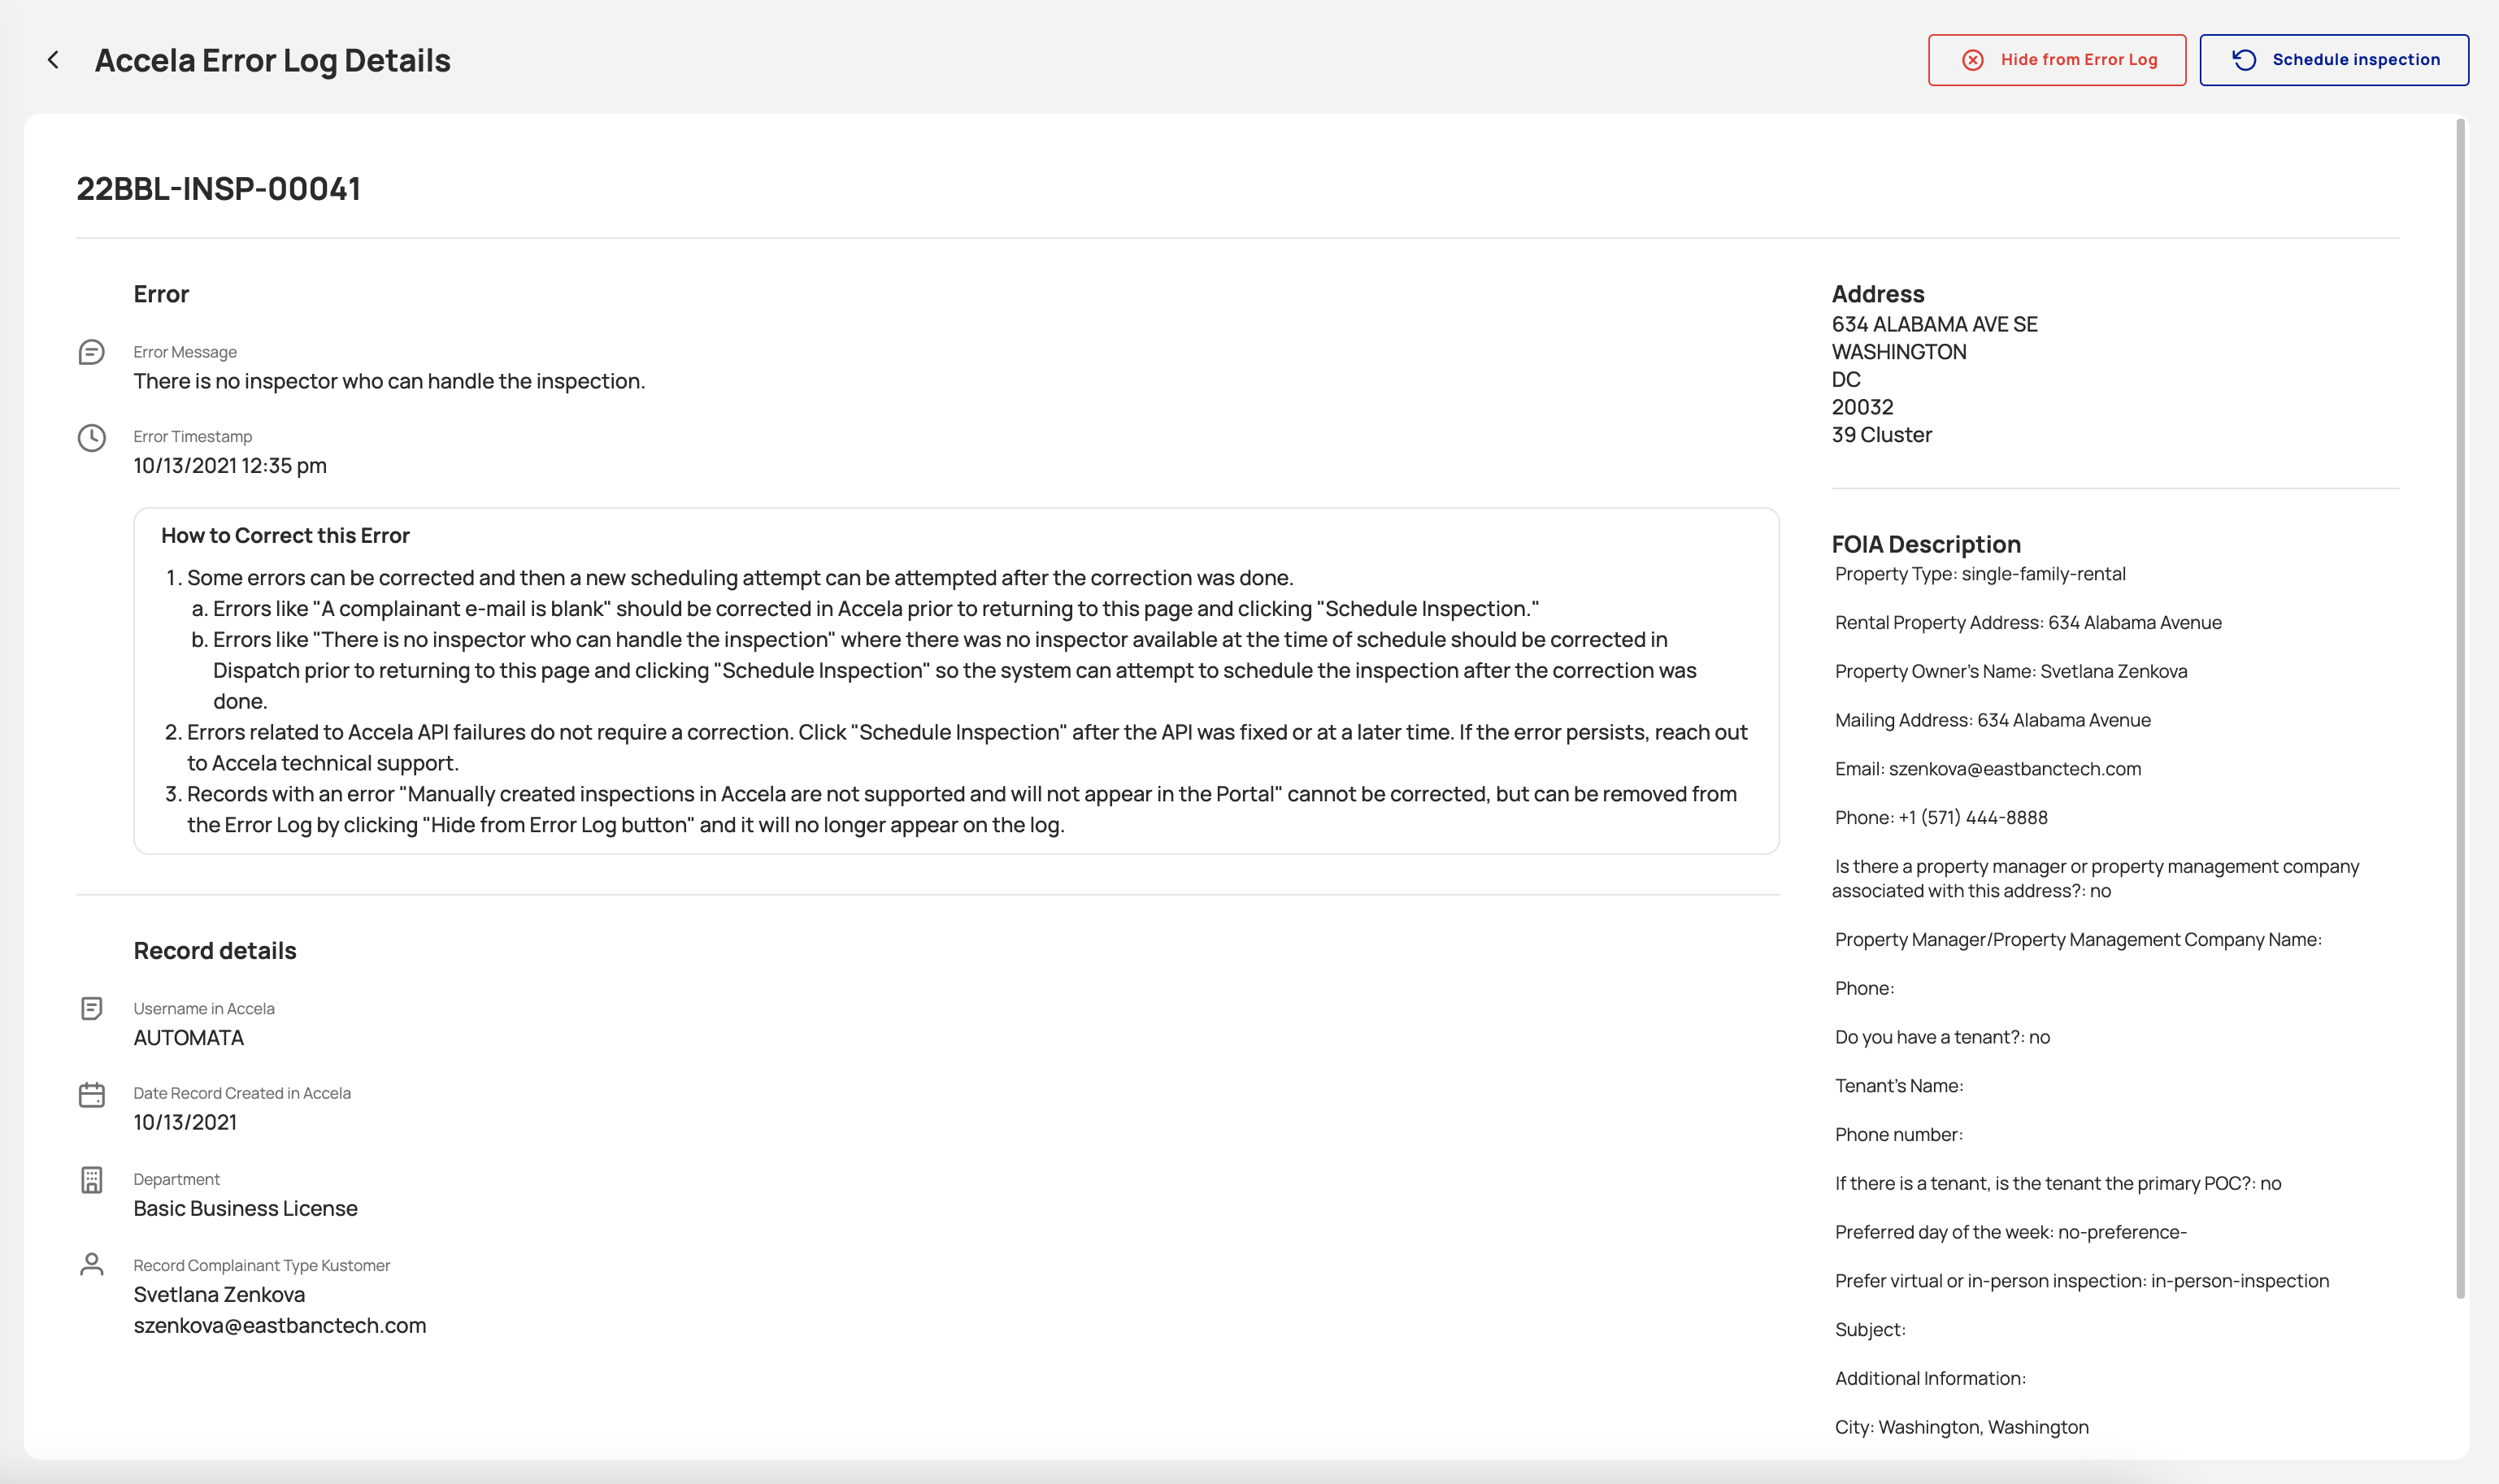 Accela Error Log Details
Hide from Error Log
Schedule inspection
22BBL-INSP-00041
Error
Error Message
There is no inspector who can handle the inspection.
Error Timestamp
10/13/2021 12:35 pm
How to Correct this Error
1. Some errors can be corrected and then a new scheduling attempt can be attempted after the correction was done.
a. Errors like "A complainant e-mail is blank" should be corrected in Accela prior to returning to this page and clicking "Schedule Inspection."
b. Errors like "There is no inspector who can handle the inspection" where there was no inspector available at the time of schedule should be corrected in
Dispatch prior to returning to this page and clicking "Schedule Inspection" so the system can attempt to schedule the inspection after the correction was
done.
2. Errors related to Accela API failures do not require a correction. Click "Schedule Inspection" after the API was fixed or at a later time. If the error persists, reach out
to Accela technical support.
3. Records with an error "Manually created inspections in Accela are not supported and will not appear in the Portal" cannot be corrected, but can be removed from
the Error Log by clicking "Hide from Error Log button" and it will no longer appear on the log.
Record details
Username in Accela
AUTOMATA
Date Record Created in Accela
10/13/2021
Department
Basic Business License
Record Complainant Type Kustomer
Svetlana Zenkova
szenkova@eastbanctech.com
Address
634 ALABAMA AVE SE
WASHINGTON
DC
20032
39 Cluster
FOIA Description
Property Type: single-family-rental
Rental Property Address: 634 Alabama Avenue
Property Owner's Name: Svetlana Zenkova
Mailing Address: 634 Alabama Avenue
Email: szenkova@eastbanctech.com
Phone: +1 (571) 444-8888
Is there a property manager or property management company
associated with this address?: no
Property Manager/Property Management Company Name:
Phone:
Do you have a tenant?: no
Tenant's Name:
Phone number:
If there is a tenant, is the tenant the primary POC?: no
Preferred day of the week: no-preference-
Prefer virtual or in-person inspection: in-person-inspection
Subject:
Additional Information:
City: Washington, Washington